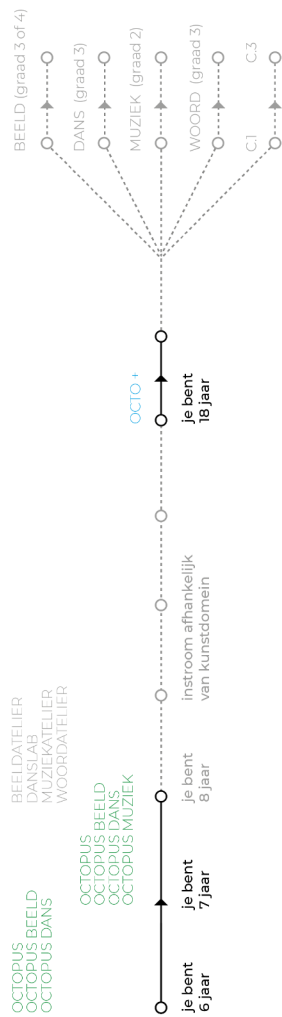 OCTOPUS
OCTOPUS BEELD
OCTOPUS DANS
je bent
6 jaar
OCTOPUS
OCTOPUS BEELD
OCTOPUS DANS
OCTOPUS MUZIEK
je bent
7 jaar
BEELDATELIER
DANSLAB
MUZIEKATELIER
WOORDATELIER
je bent
8 jaar
instroom afhankelijk
van kunstdomein
OCTO +
je bent
18 jaar
BEELD (graad 3 of 4)
DANS (graad 3)
MUZIEK (graad 2)
WOORD (graad 3)
C.1
C.3